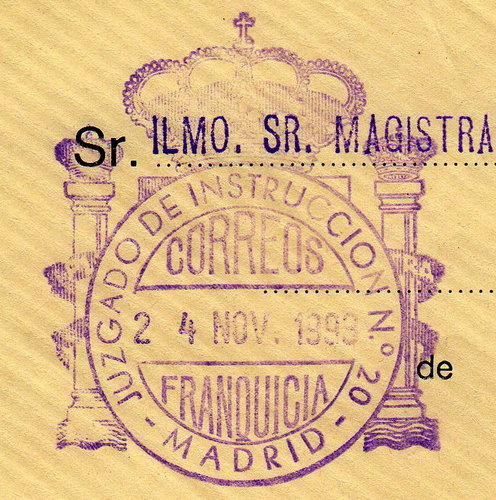 Sr. ILMO. SR. MAGISTRA
JUZGADO DE INSTRUCCION N.º 20
CORREOS
2 4 NOV. 1993
de
FRANQUICIA
- MADRID -